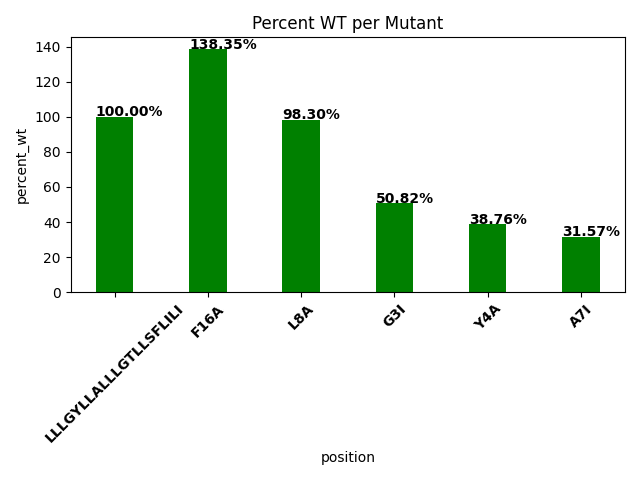 Percent WT per Mutant
percent_wt
140
120
100
80
60
40
20
0
100.00%
138.35%
98.30%
50.82%
38.76%
31.57%
LLLGYLLALLLGTLLSFLILI
F16A
L8A
G3I
Y4A
A7I
position